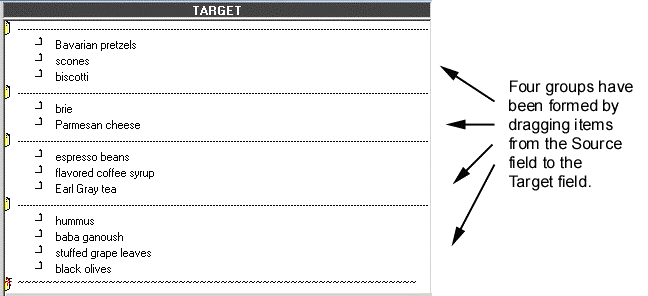 TARGET
Bavarian pretzels
scones
biscotti
brie
Parmesan cheese
espresso beans
flavored coffee syrup
Earl Gray tea
hummus
baba ganoush
stuffed grape leaves
black olives
Four groups have
been formed by
dragging items
from the Source
field to the
Target field.